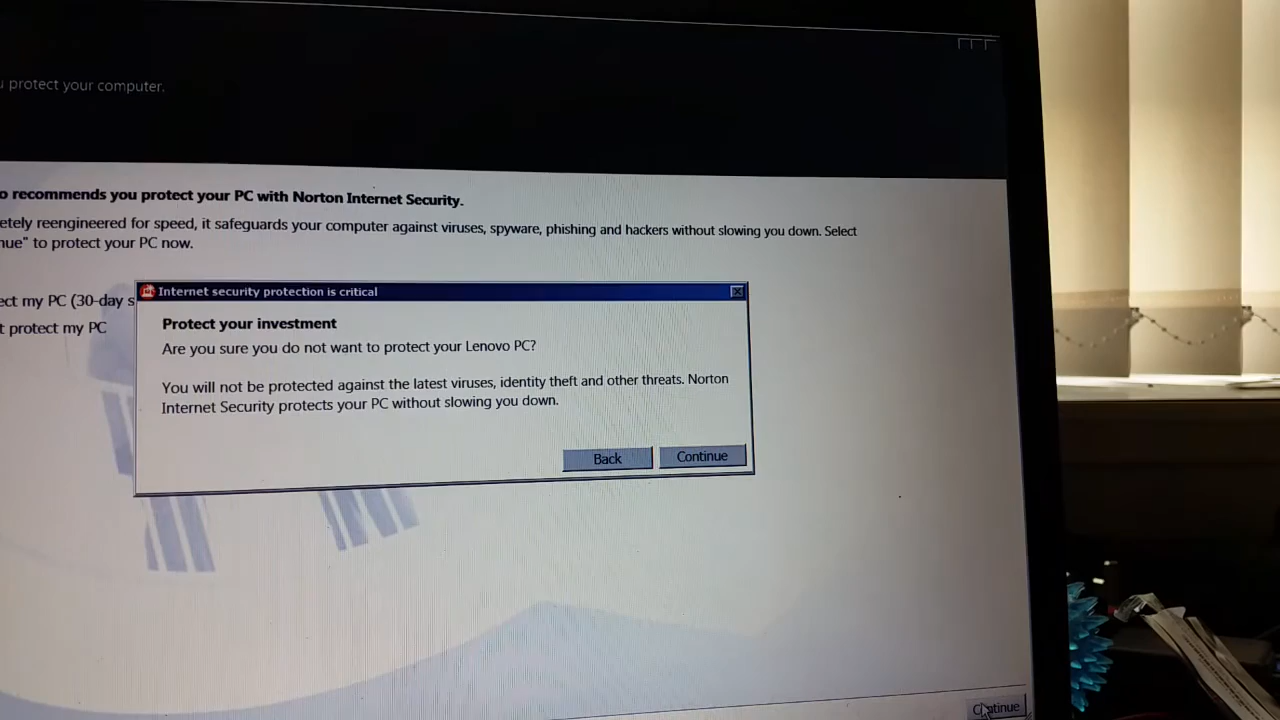 protect your computer.
recommends you protect your PC with Norton Internet Security.
reengineered for speed, it safeguards your computer against viruses, spyware, phishing and hackers without slowing you down. Select
to protect your PC now.
my PC (30-day
protect my PC
Internet security protection is critical
Protect your investment
Are you sure you do not want to protect your Lenovo PC?
You will not be protected against the latest viruses, identity theft and other threats. Norton
Internet Security protects your PC without slowing you down.
Back
Continue
Continue